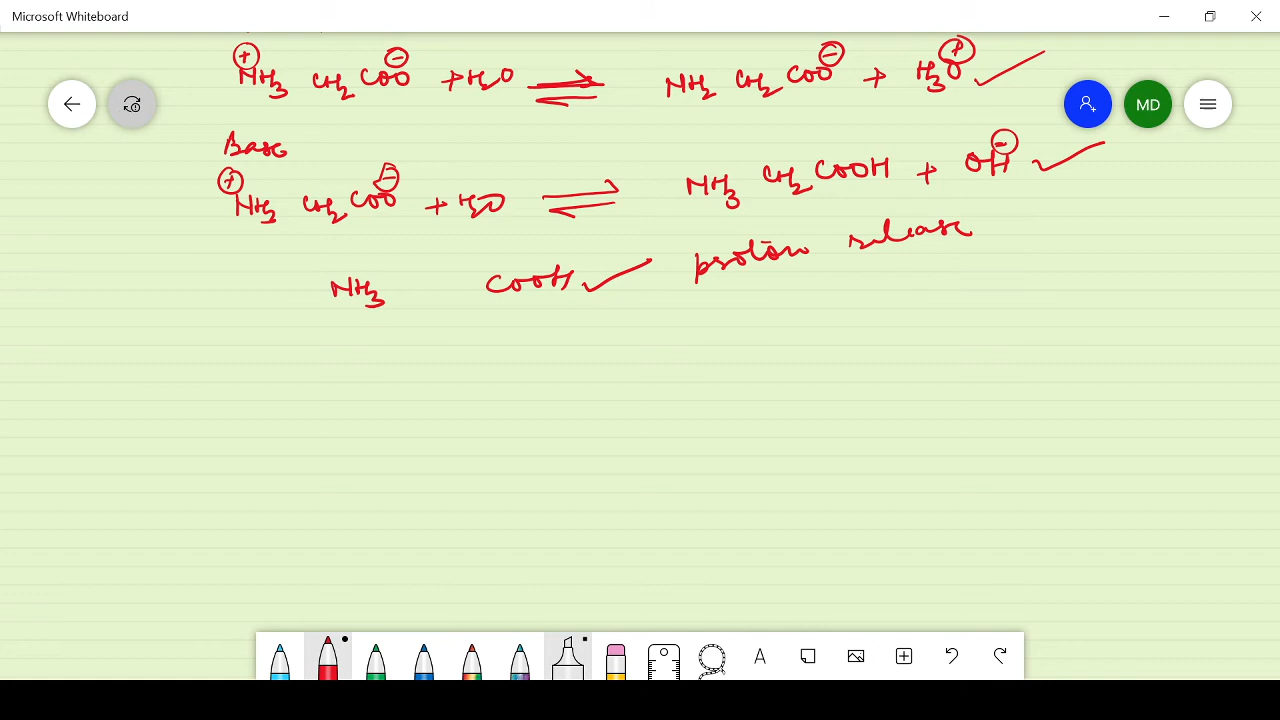 Microsoft Whiteboard
⊕NH3 CH2 COO⊖ + H2O ⇌ NH2 CH2 COO⊖ + H3O⊕ ✓
MD
Base
⊕NH3 CH2 COO⊖ + H2O ⇌ NH3 CH2 COOH + OH⊖ ✓
NH3 COOH ✓ proton release
A